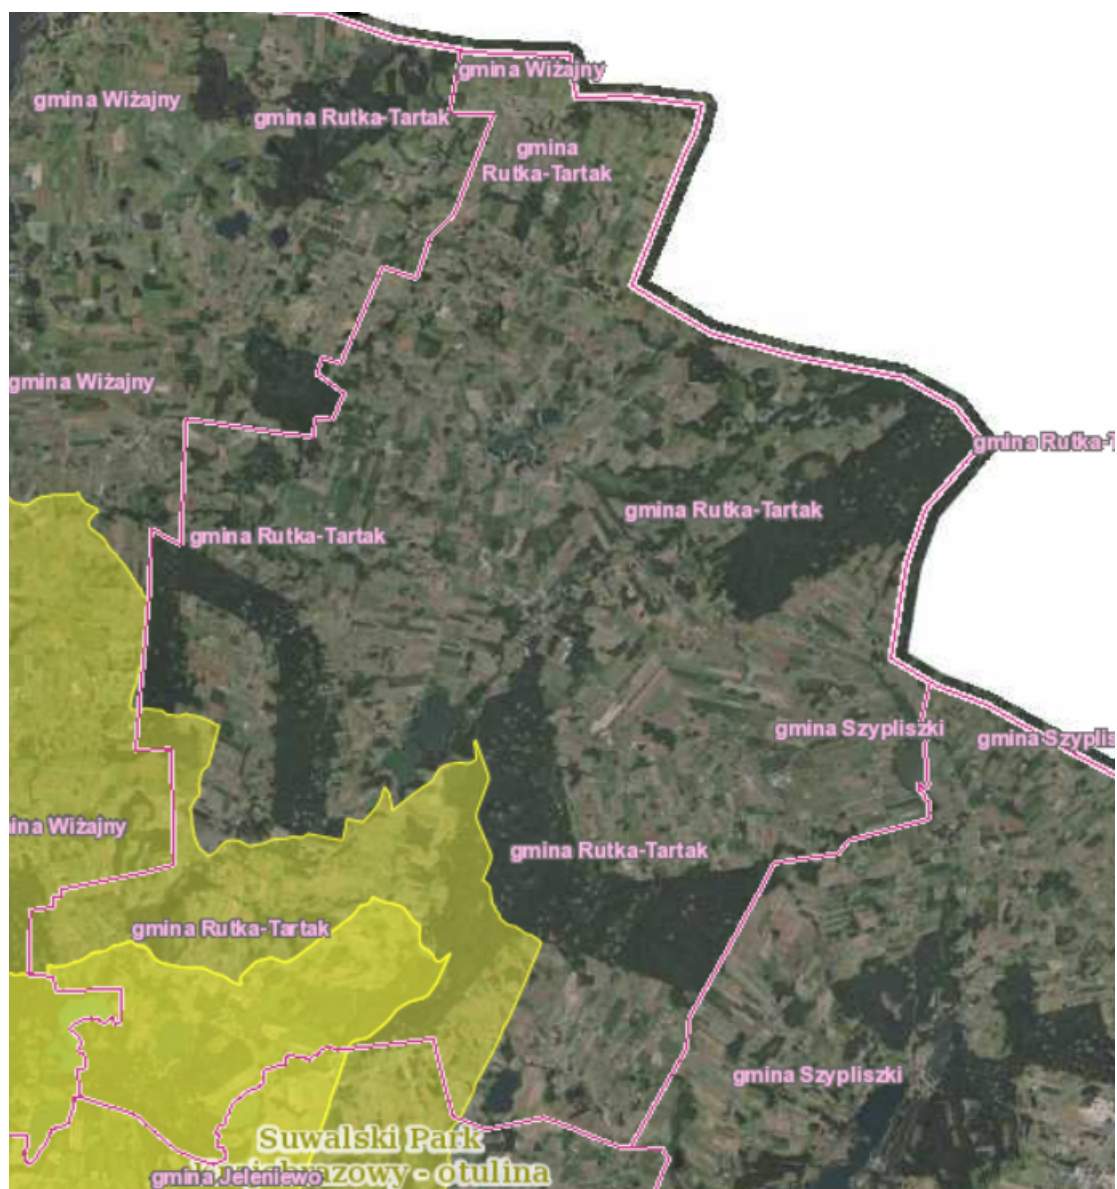 gmina Wiżajny
gmina Wiżajny
gmina Rutka-Tartak
gmina
Rutka-Tartak
gmina Wiżajny
gmina Rutka-T
gmina Rutka-Tartak
gmina Rutka-Tartak
gmina Szypliszki
gmina Szyplis
ina Wiżajny
gmina Rutka-Tartak
gmina Rutka-Tartak
gmina Szypliszki
Suwalski Park
azowy - otulina
gmina Jeleniewo